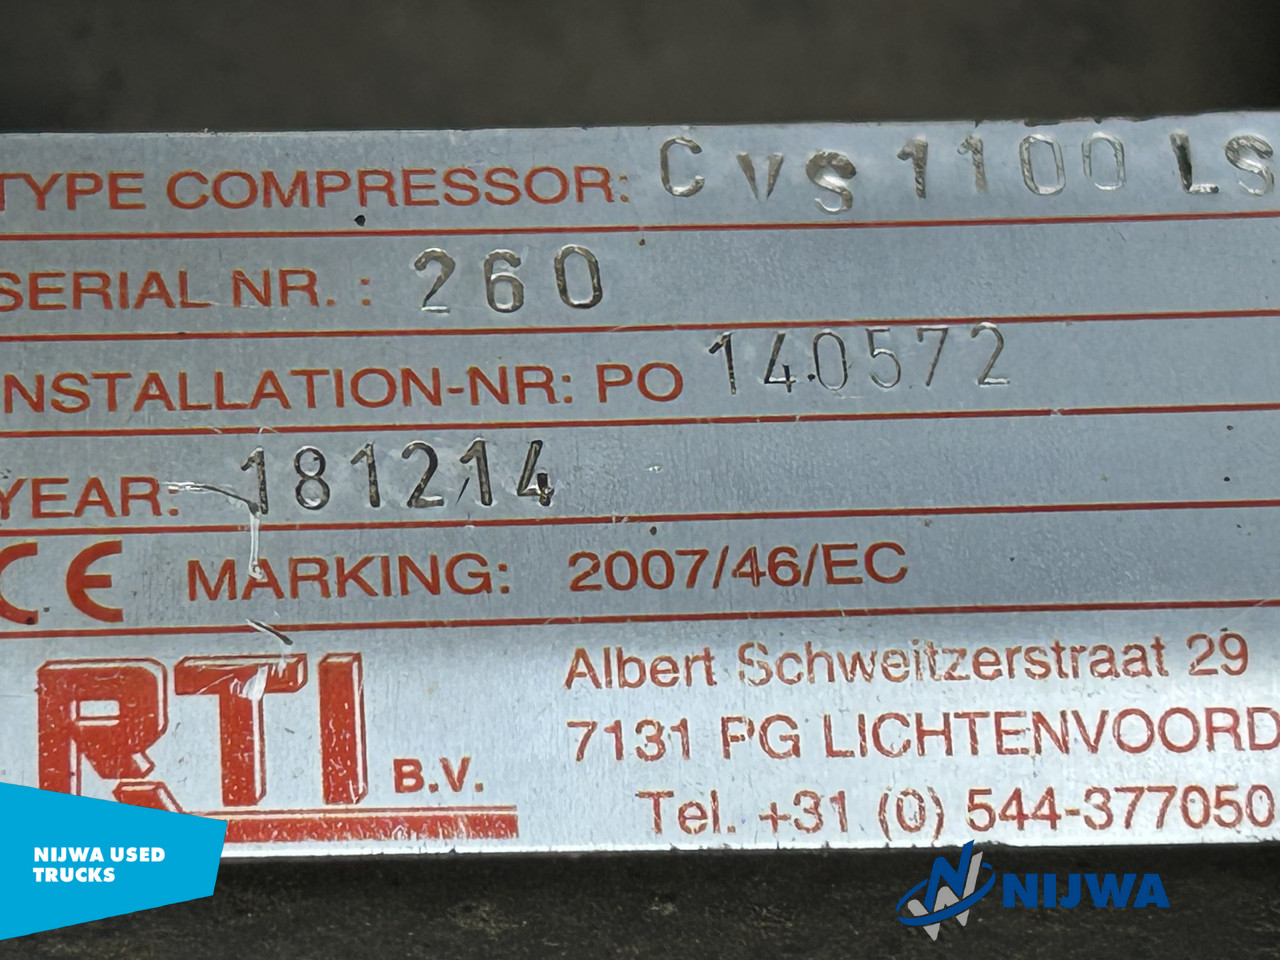 TYPE COMPRESSOR: CVS 1100 LS
SERIAL NR. : 260
INSTALLATION-NR: PO 140572
YEAR: 181214
CE MARKING: 2007/46/EC
RTI B.V.
Albert Schweitzerstraat 29
7131 PG LICHTENVOORD
Tel. +31 (0) 544-377050
NIJWA USED
TRUCKS
NIJWA